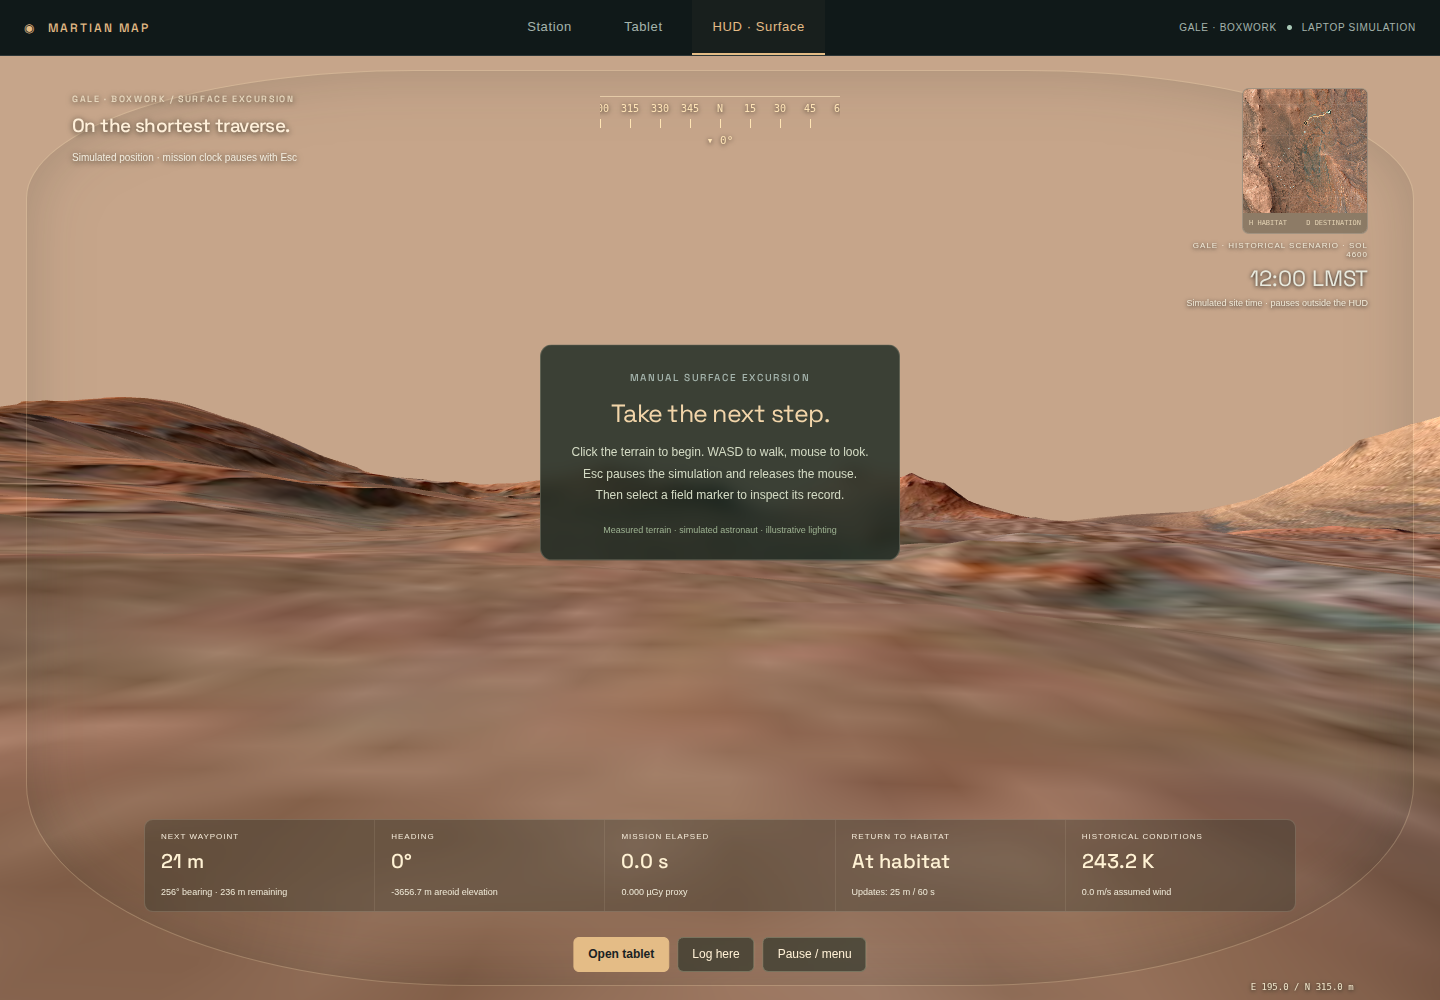 ◉ MARTIAN MAP
Station
Tablet
HUD · Surface
GALE · BOXWORK ● LAPTOP SIMULATION
GALE · BOXWORK / SURFACE EXCURSION
On the shortest traverse.
Simulated position · mission clock pauses with Esc
00 315 330 345 N 15 30 45 6
▾ 0°
H HABITAT D DESTINATION
GALE · HISTORICAL SCENARIO · SOL
4600
12:00 LMST
Simulated site time · pauses outside the HUD
MANUAL SURFACE EXCURSION
Take the next step.
Click the terrain to begin. WASD to walk, mouse to look.
Esc pauses the simulation and releases the mouse.
Then select a field marker to inspect its record.
Measured terrain · simulated astronaut · illustrative lighting
NEXT WAYPOINT
21 m
256° bearing · 236 m remaining
HEADING
0°
-3656.7 m areoid elevation
MISSION ELAPSED
0.0 s
0.000 µGy proxy
RETURN TO HABITAT
At habitat
Updates: 25 m / 60 s
HISTORICAL CONDITIONS
243.2 K
0.0 m/s assumed wind
Open tablet
Log here
Pause / menu
E 195.0 / N 315.0 m